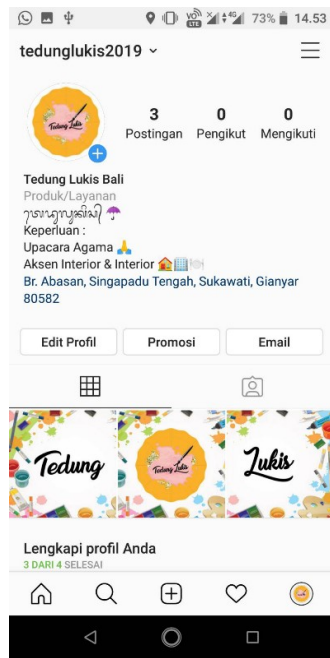 73% 14.53
tedunglukis2019
3 0 0
Postingan Pengikut Mengikuti
Tedung Lukis
Tedung Lukis Bali
Produk/Layanan
Keperluan :
Upacara Agama 🙏
Aksen Interior & Interior 🏠🏢🍽️
Br. Abasan, Singapadu Tengah, Sukawati, Gianyar
80582
Edit Profil Promosi Email
Tedung Tedung Lukis Lukis
Lengkapi profil Anda
3 DARI 4 SELESAI